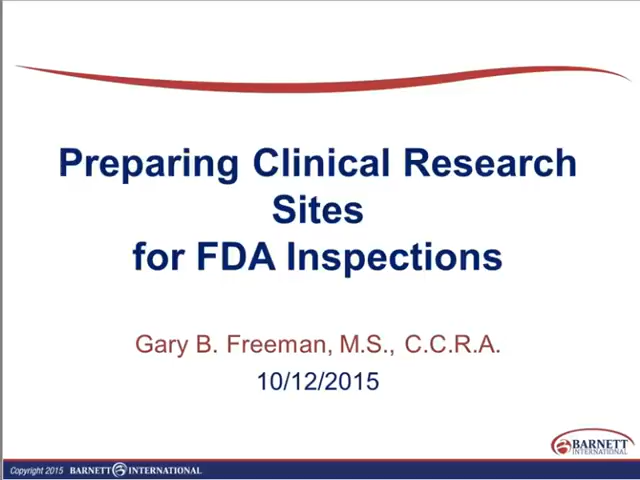 Preparing Clinical Research
Sites
for FDA Inspections
Gary B. Freeman, M.S., C.C.R.A.
10/12/2015
BARNETT
INTERNATIONAL
Copyright 2015 BARNETT INTERNATIONAL